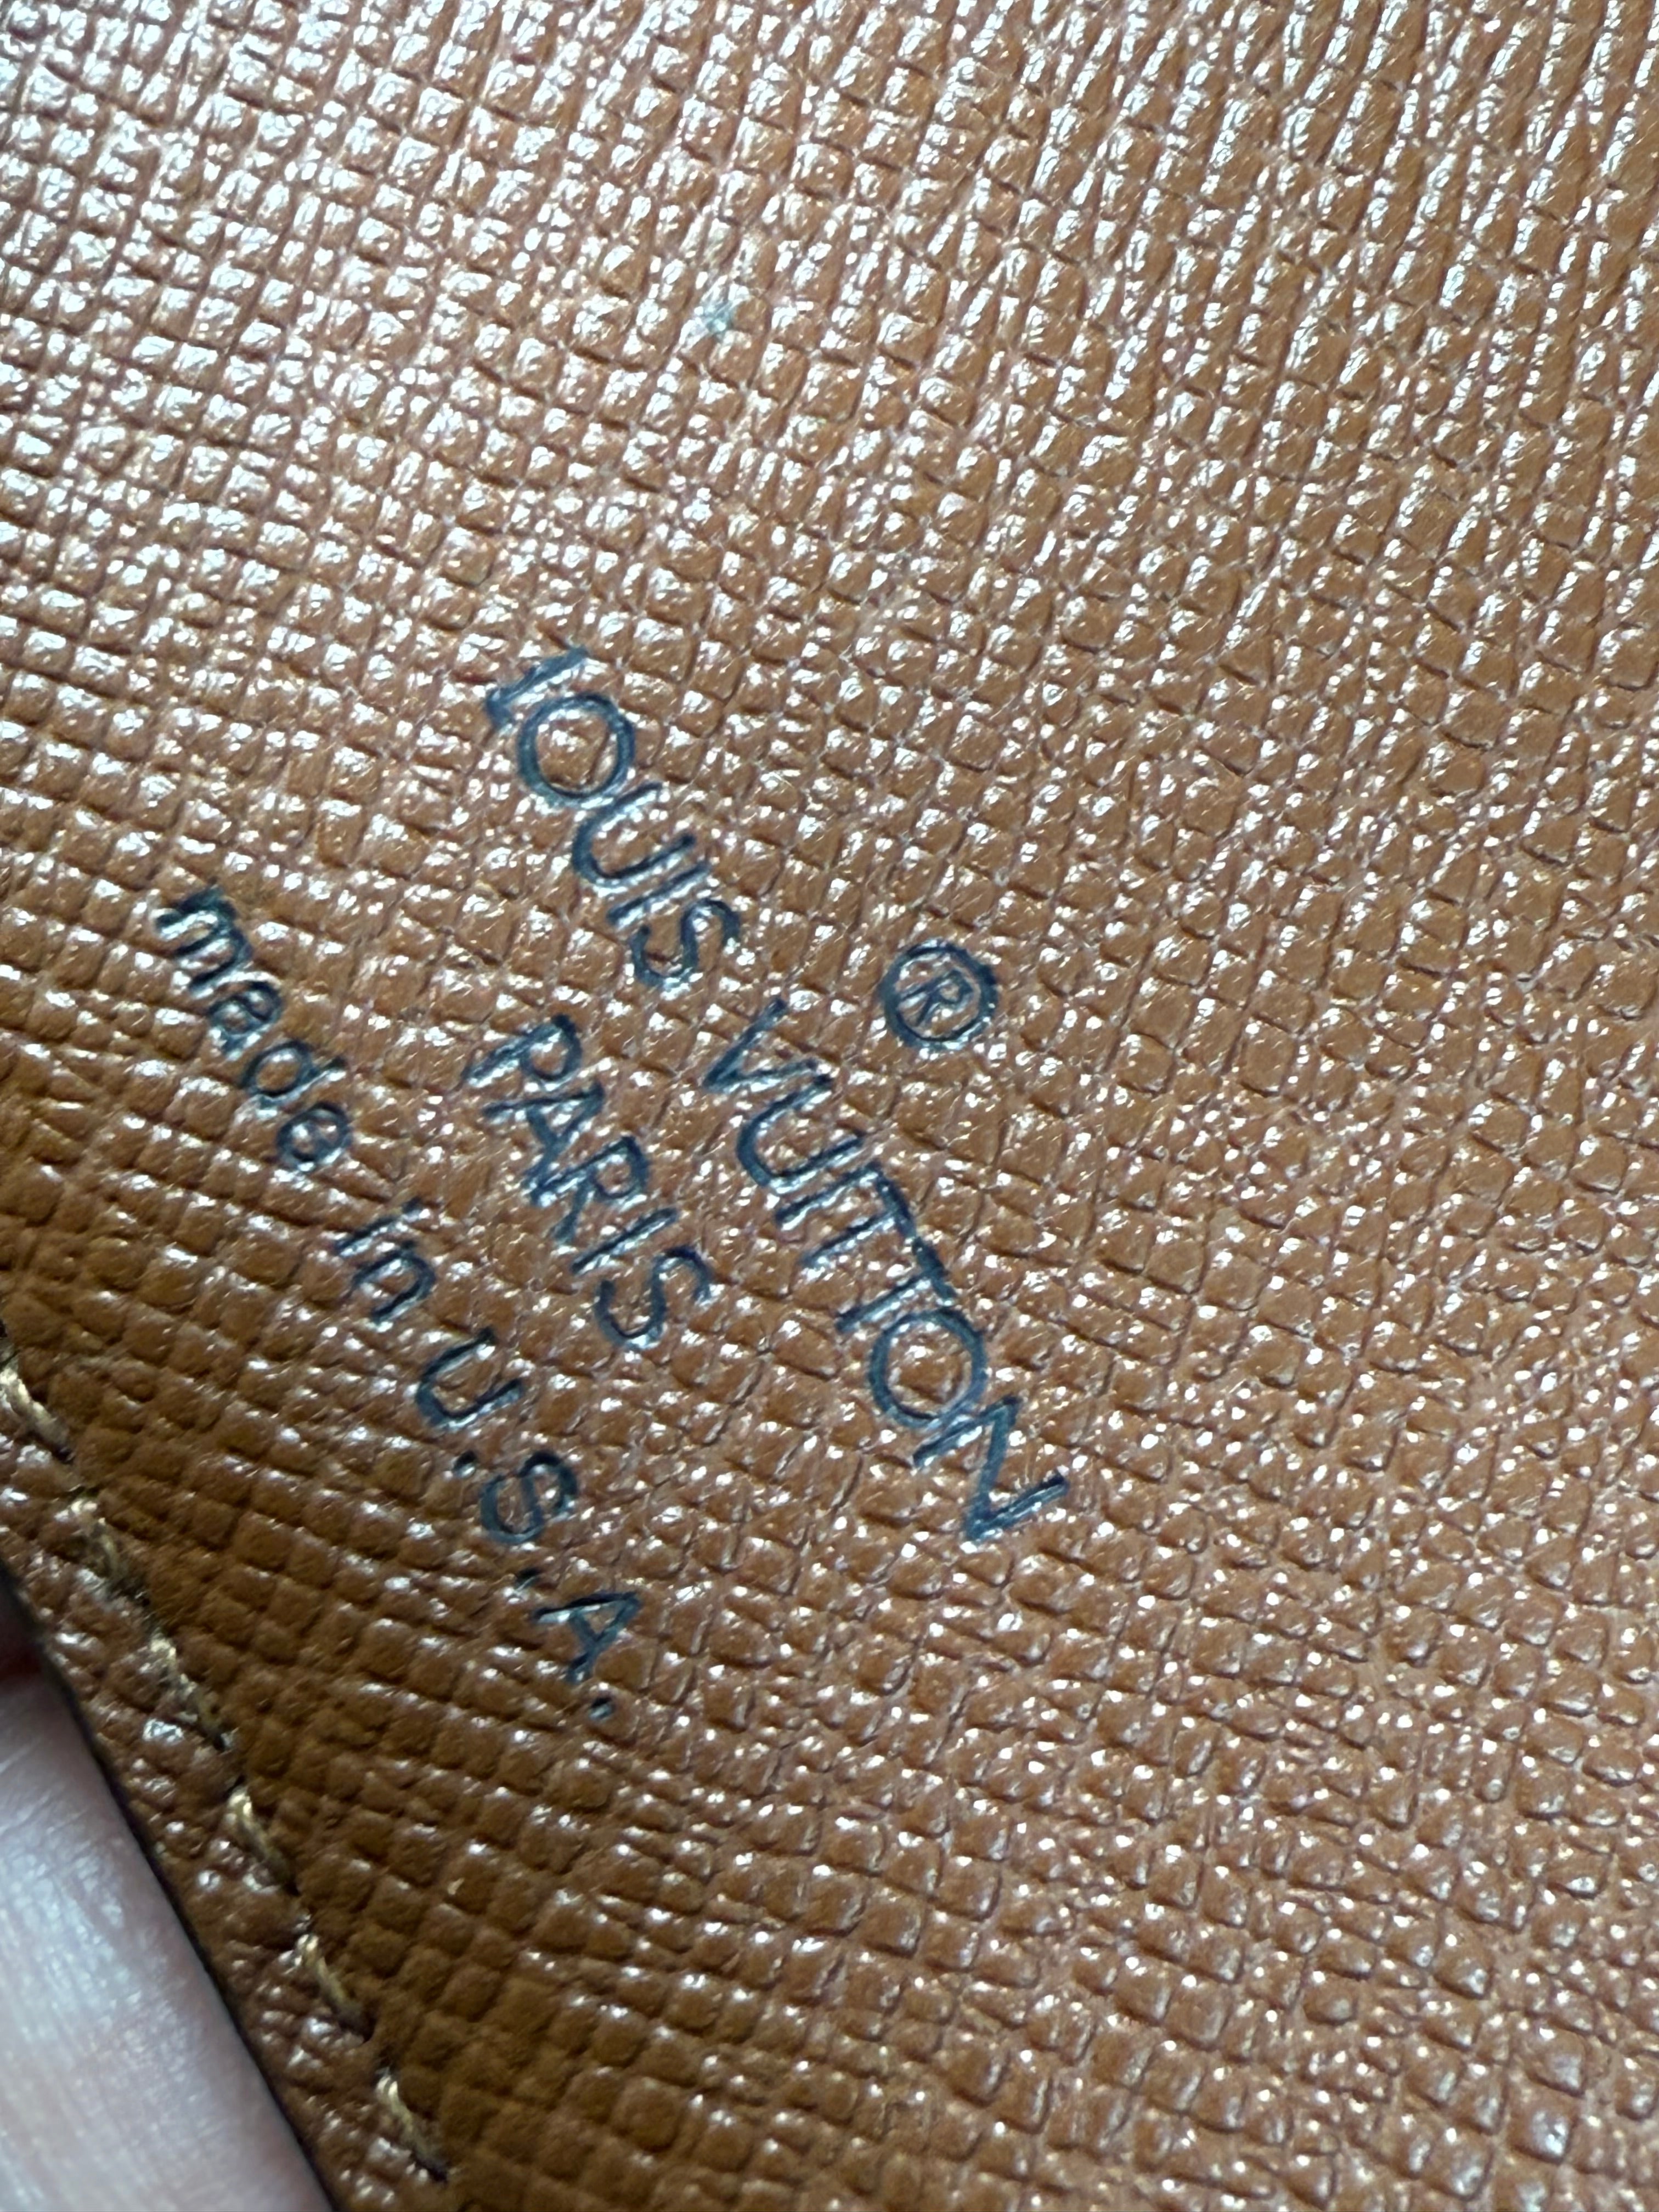 ®
LOUIS VUITTON
PARIS
made in U.S.A.